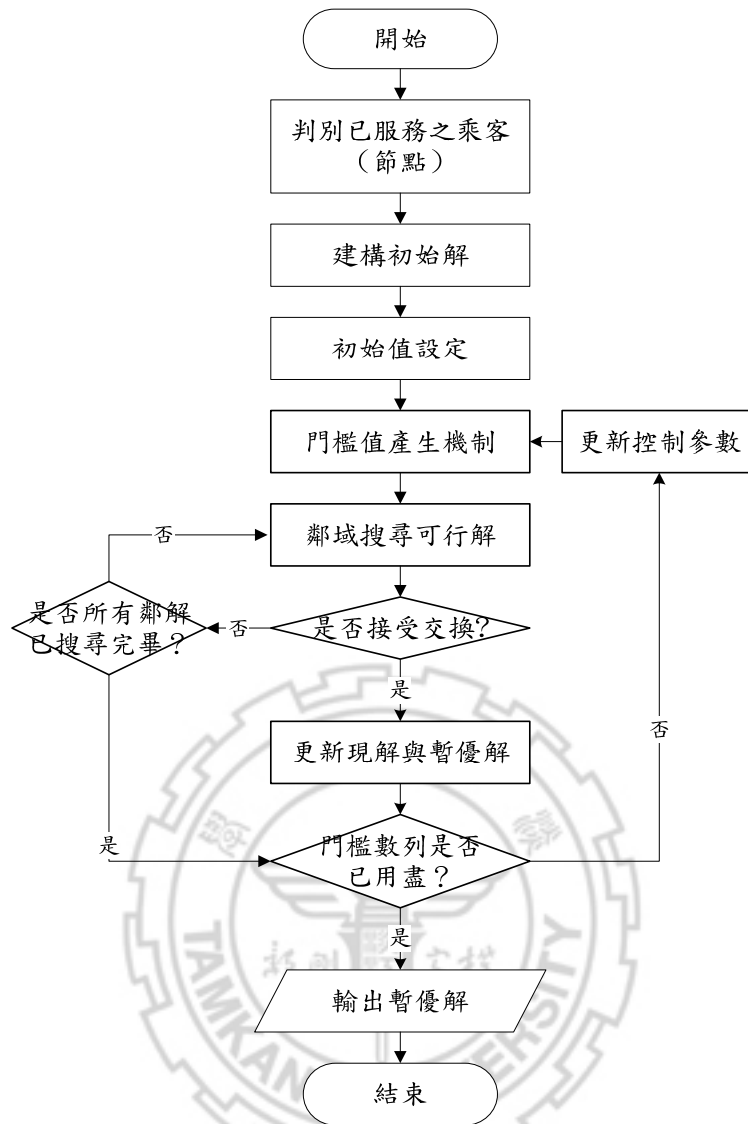 開始
判別已服務之乘客
（節點）
建構初始解
初始值設定
門檻值產生機制
更新控制參數
鄰域搜尋可行解
否
是否所有鄰解
已搜尋完畢？
否
是否接受交換?
是
更新現解與暫優解
否
是
門檻數列是否
已用盡？
是
輸出暫優解
結束
TAMKANG UNIVERSITY